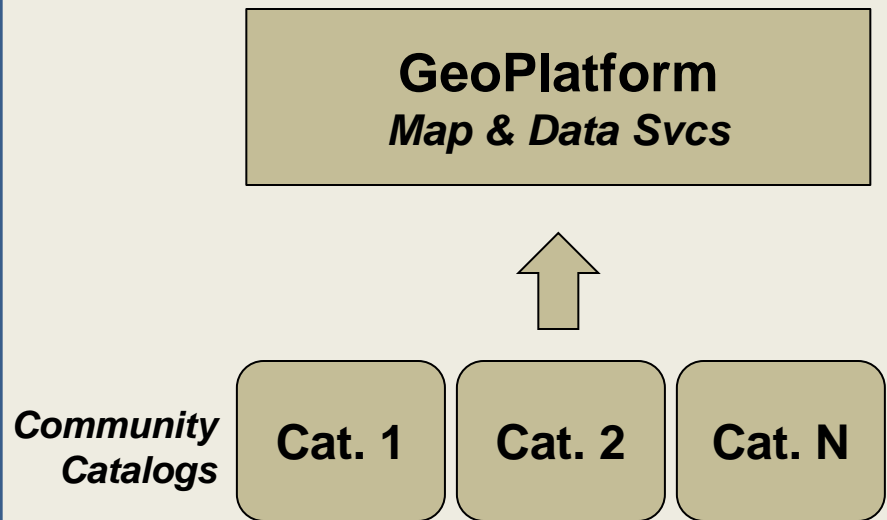 GeoPlatform
Map & Data Svcs
Community
Catalogs
Cat. 1
Cat. 2
Cat. N